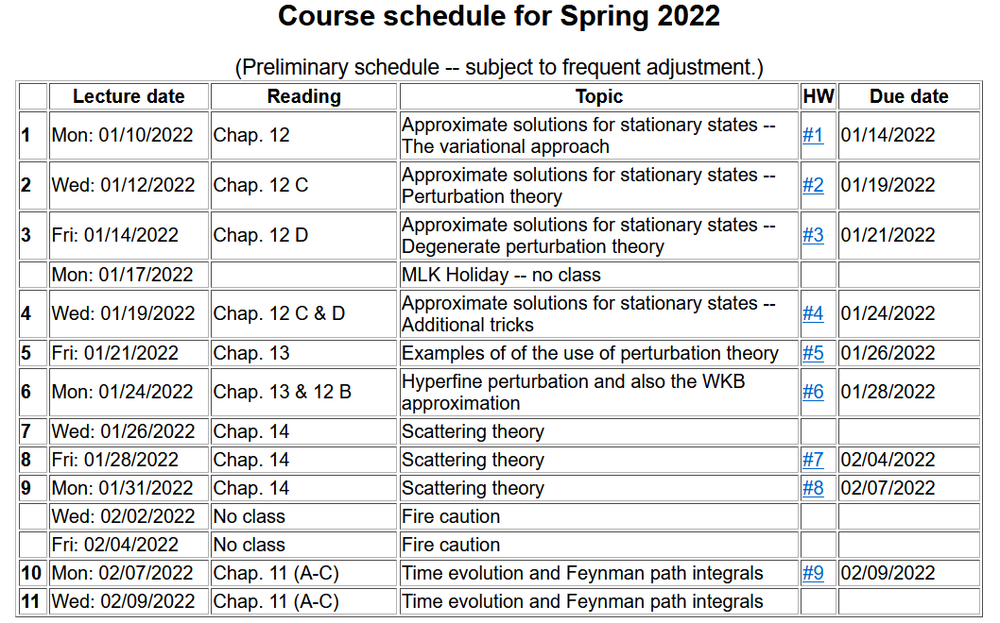 Course schedule for Spring 2022
(Preliminary schedule -- subject to frequent adjustment.)
Lecture date Reading Topic HW Due date
1 Mon: 01/10/2022 Chap. 12 Approximate solutions for stationary states --
The variational approach #1 01/14/2022
2 Wed: 01/12/2022 Chap. 12 C Approximate solutions for stationary states --
Perturbation theory #2 01/19/2022
3 Fri: 01/14/2022 Chap. 12 D Approximate solutions for stationary states --
Degenerate perturbation theory #3 01/21/2022
Mon: 01/17/2022 MLK Holiday -- no class
4 Wed: 01/19/2022 Chap. 12 C & D Approximate solutions for stationary states --
Additional tricks #4 01/24/2022
5 Fri: 01/21/2022 Chap. 13 Examples of of the use of perturbation theory #5 01/26/2022
6 Mon: 01/24/2022 Chap. 13 & 12 B Hyperfine perturbation and also the WKB
approximation #6 01/28/2022
7 Wed: 01/26/2022 Chap. 14 Scattering theory
8 Fri: 01/28/2022 Chap. 14 Scattering theory #7 02/04/2022
9 Mon: 01/31/2022 Chap. 14 Scattering theory #8 02/07/2022
Wed: 02/02/2022 No class Fire caution
Fri: 02/04/2022 No class Fire caution
10 Mon: 02/07/2022 Chap. 11 (A-C) Time evolution and Feynman path integrals #9 02/09/2022
11 Wed: 02/09/2022 Chap. 11 (A-C) Time evolution and Feynman path integrals